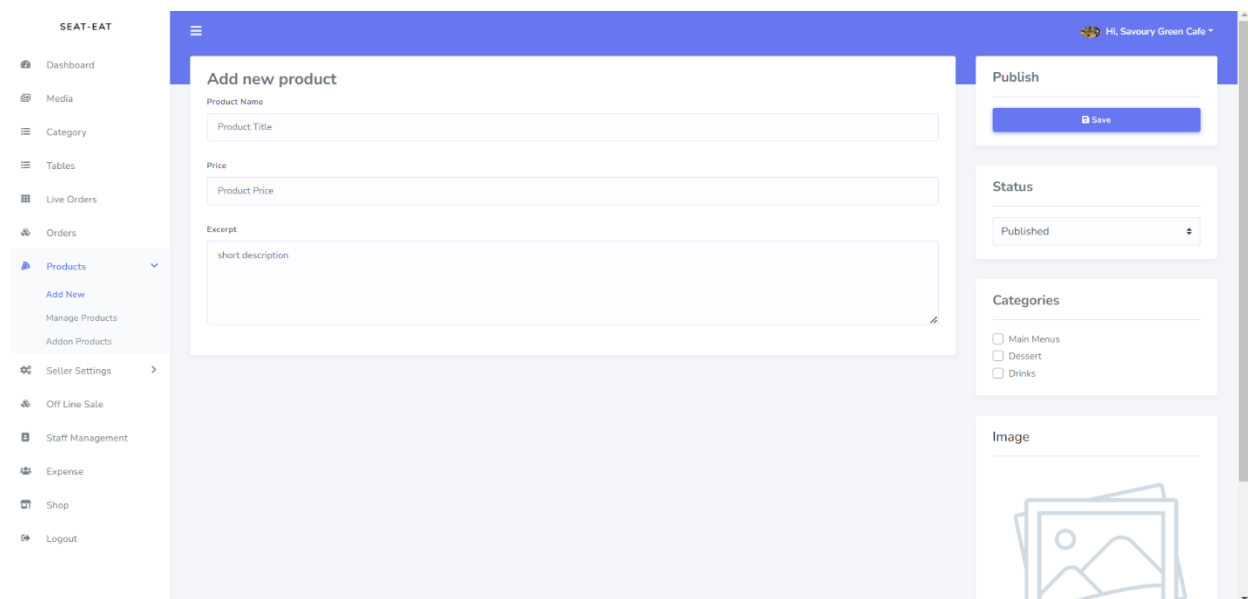 SEAT-EAT
Dashboard
Media
Category
Tables
Live Orders
Orders
Products
Add New
Manage Products
Addon Products
Seller Settings
Off Line Sale
Staff Management
Expense
Shop
Logout
Hi, Savoury Green Cafe
Add new product
Product Name
Product Title
Price
Product Price
Excerpt
short description
Publish
Save
Status
Published
Categories
Main Menus
Dessert
Drinks
Image